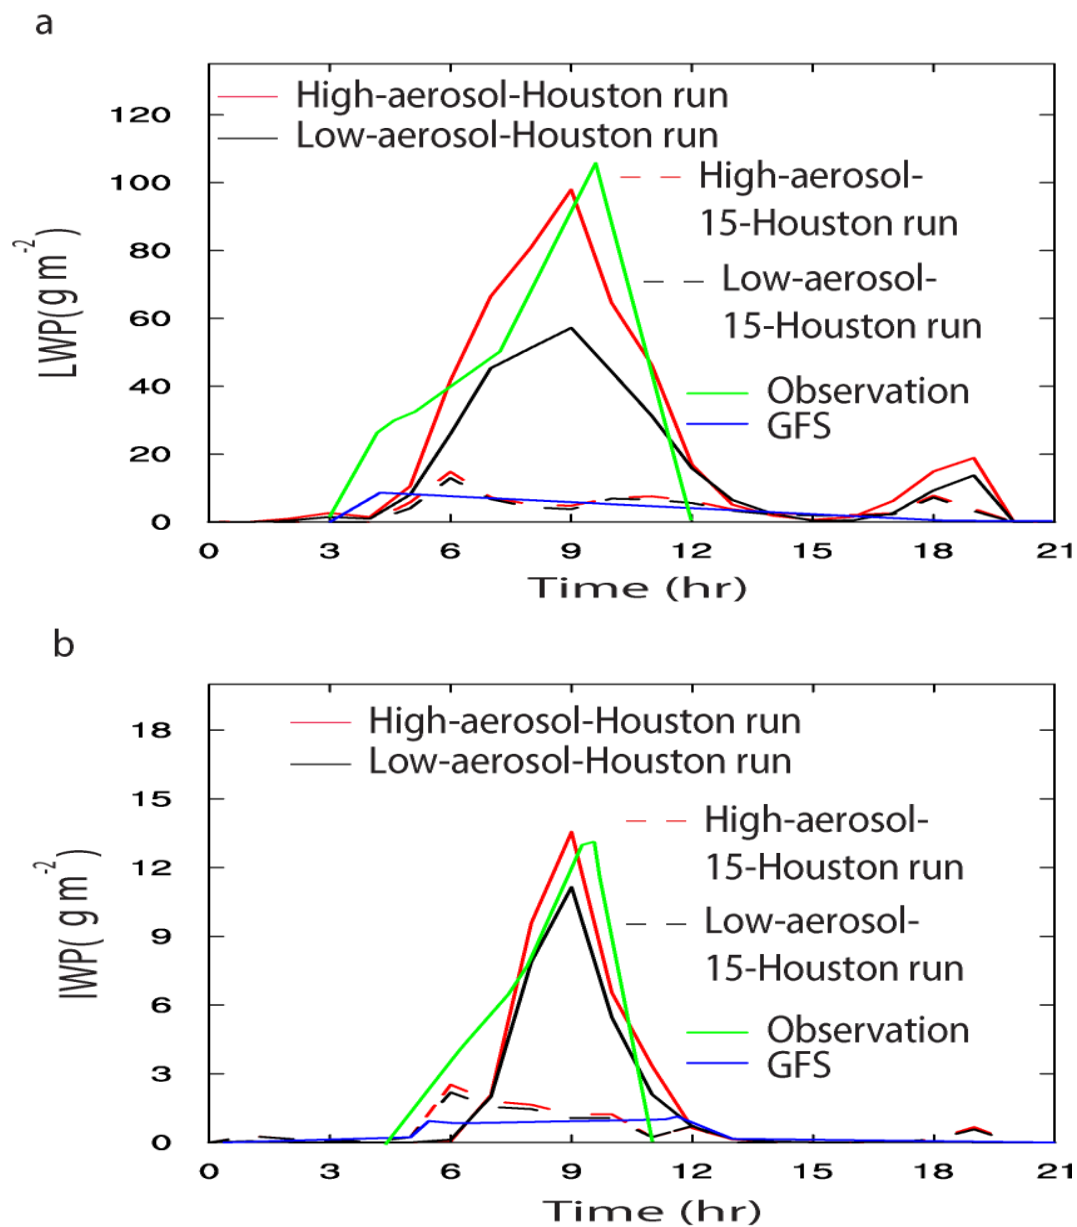 a
120
100
80
60
40
20
0
LWP(g m-2)
High-aerosol-Houston run
Low-aerosol-Houston run
High-aerosol-
15-Houston run
Low-aerosol-
15-Houston run
Observation
GFS
0 3 6 9 12 15 18 21
Time (hr)
b
18
15
12
9
6
3
0
IWP( g m-2)
High-aerosol-Houston run
Low-aerosol-Houston run
High-aerosol-
15-Houston run
Low-aerosol-
15-Houston run
Observation
GFS
0 3 6 9 12 15 18 21
Time (hr)